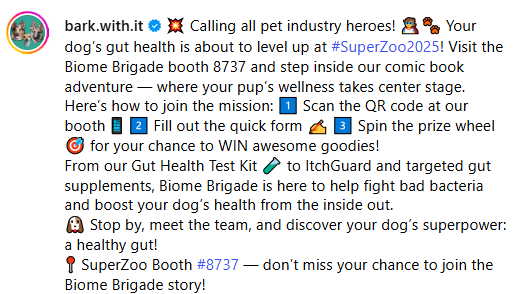 bark.with.it 💥 Calling all pet industry heroes! 🦸🐾 Your
dog’s gut health is about to level up at #SuperZoo2025! Visit the
Biome Brigade booth 8737 and step inside our comic book
adventure — where your pup’s wellness takes center stage.
Here’s how to join the mission: 1️⃣ Scan the QR code at our
booth 📱 2️⃣ Fill out the quick form ✍️ 3️⃣ Spin the prize wheel
🎯 for your chance to WIN awesome goodies!
From our Gut Health Test Kit 🧪 to ItchGuard and targeted gut
supplements, Biome Brigade is here to help fight bad bacteria
and boost your dog’s health from the inside out.
🐶 Stop by, meet the team, and discover your dog’s superpower:
a healthy gut!
📍 SuperZoo Booth #8737 — don’t miss your chance to join the
Biome Brigade story!